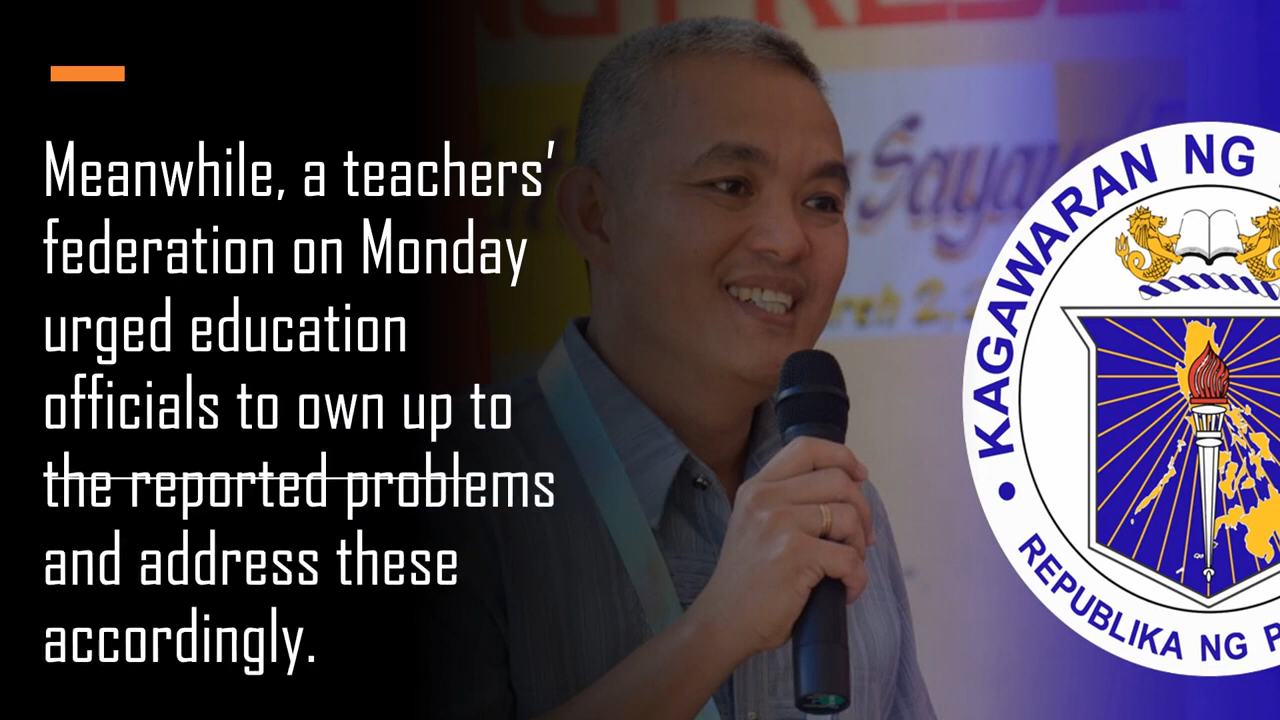 Meanwhile, a teachers’
federation on Monday
urged education
officials to own up to
the reported problems
and address these
accordingly.
KAGAWARAN NG
REPUBLIKA NG